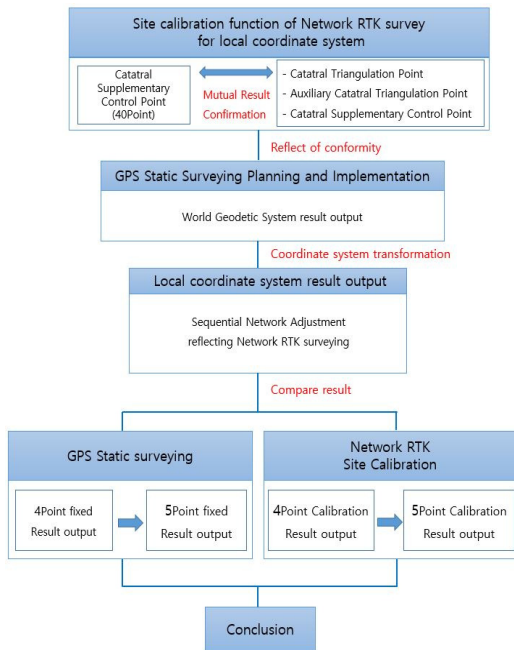 Site calibration function of Network RTK survey
for local coordinate system
Catatral
Supplementary
Control Point
(40Point)
Mutual Result
Confirmation
- Catatral Triangulation Point
- Auxiliary Catatral Triangulation Point
- Catatral Supplementary Control Point
Reflect of conformity
GPS Static Surveying Planning and Implementation
World Geodetic System result output
Coordinate system transformation
Local coordinate system result output
Sequential Network Adjustment
reflecting Network RTK surveying
Compare result
GPS Static surveying
4Point fixed
Result output
5Point fixed
Result output
Network RTK
Site Calibration
4Point Calibration
Result output
5Point Calibration
Result output
Conclusion